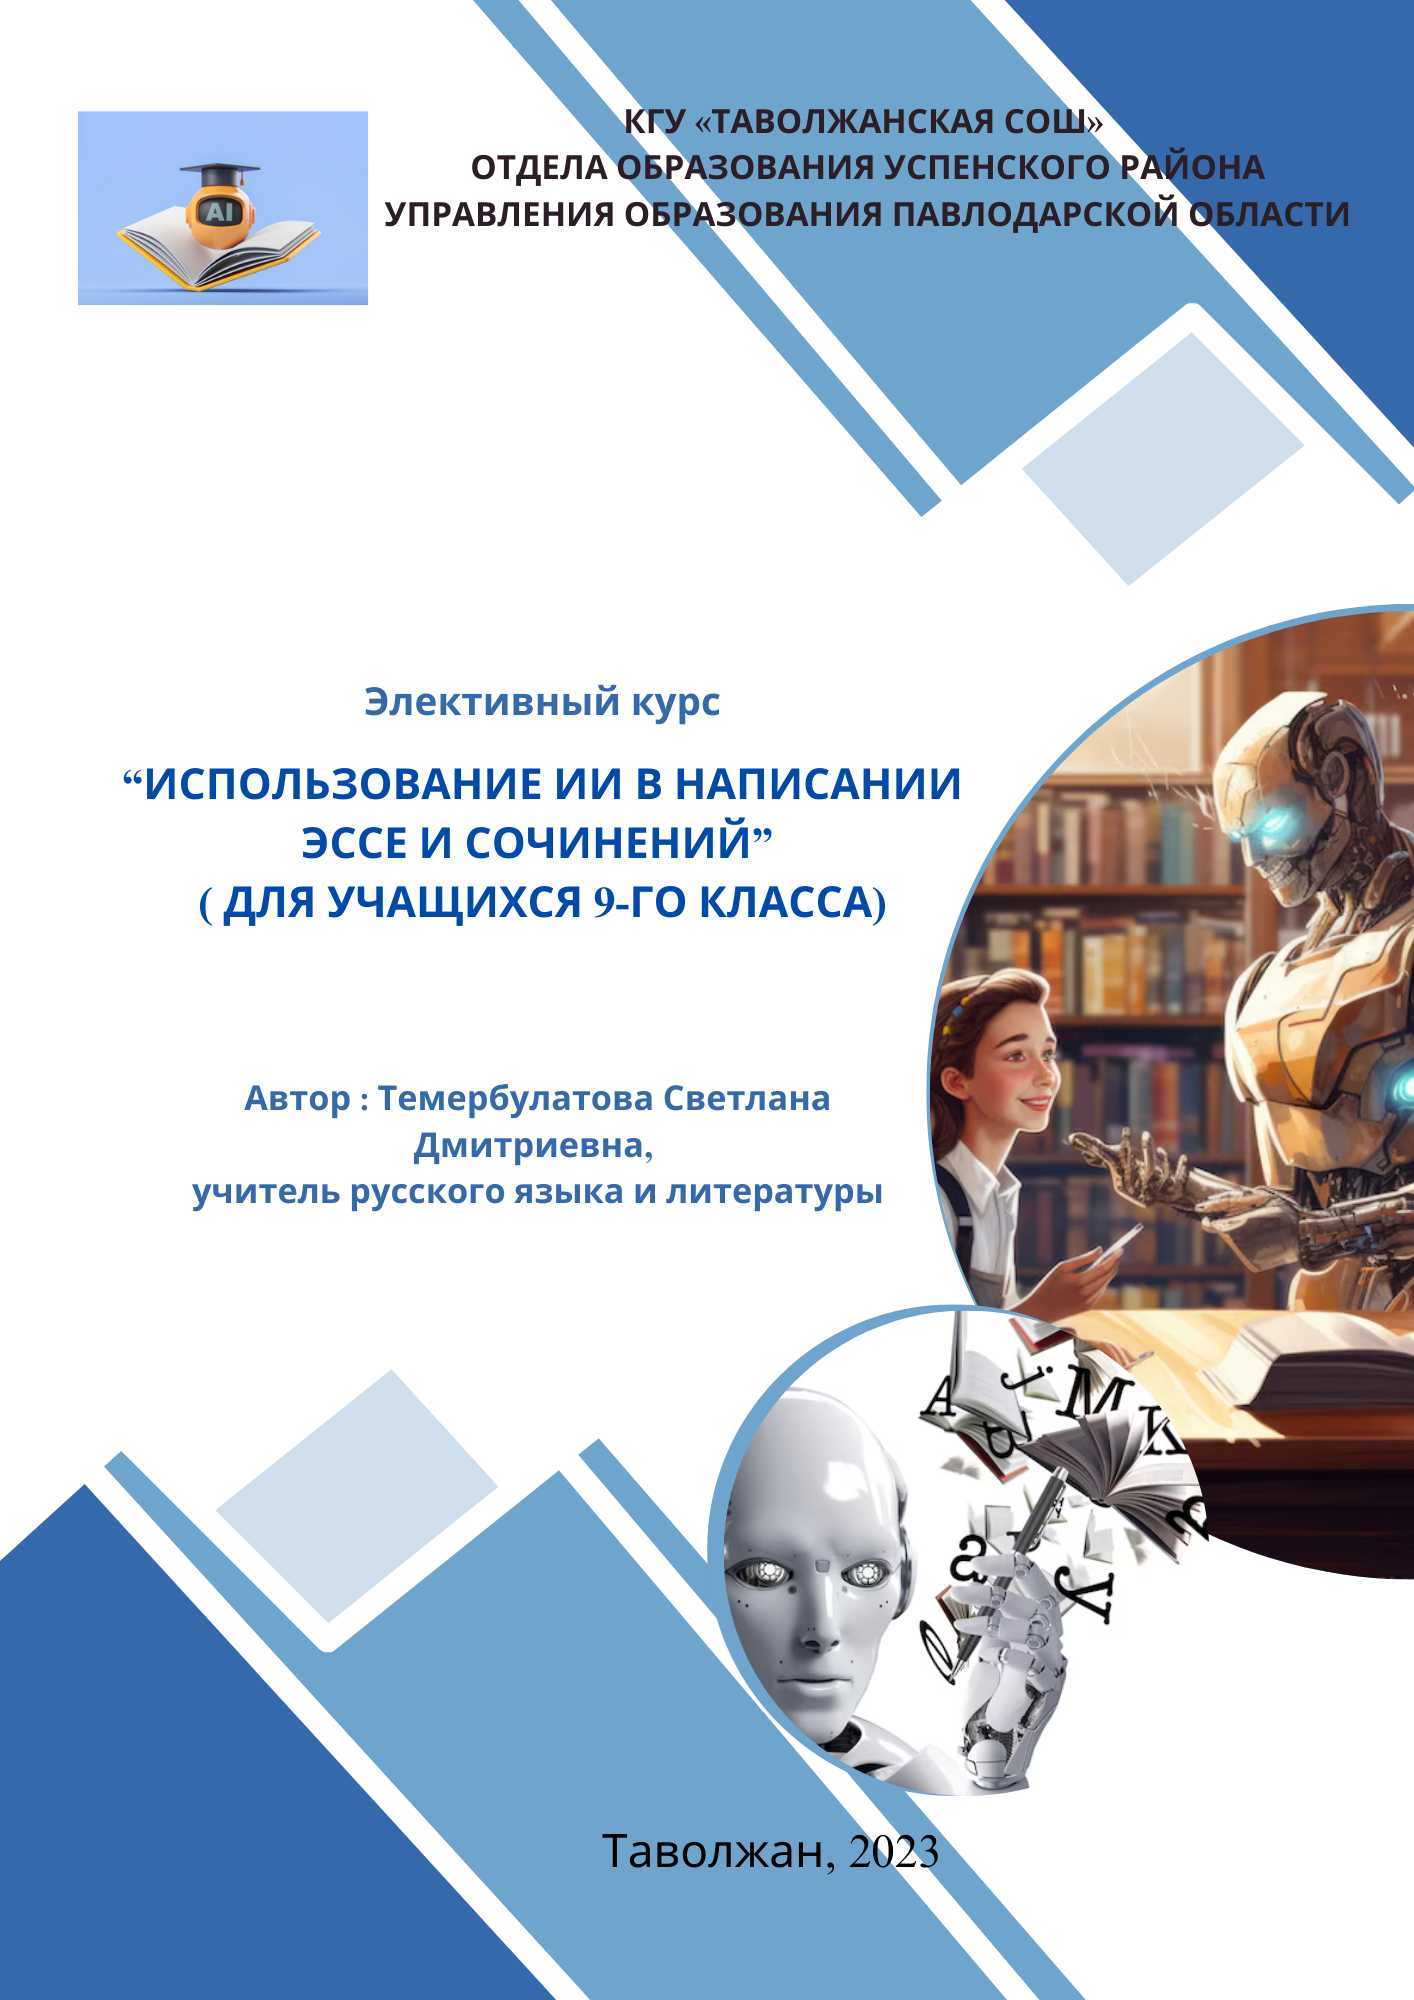 AI
КГУ «ТАВОЛЖАНСКАЯ СОШ»
ОТДЕЛА ОБРАЗОВАНИЯ УСПЕНСКОГО РАЙОНА
УПРАВЛЕНИЯ ОБРАЗОВАНИЯ ПАВЛОДАРСКОЙ ОБЛАСТИ
Элективный курс
“ИСПОЛЬЗОВАНИЕ ИИ В НАПИСАНИИ
ЭССЕ И СОЧИНЕНИЙ”
( ДЛЯ УЧАЩИХСЯ 9-ГО КЛАССА)
Автор : Темербулатова Светлана
Дмитриевна,
учитель русского языка и литературы
Таволжан, 2023